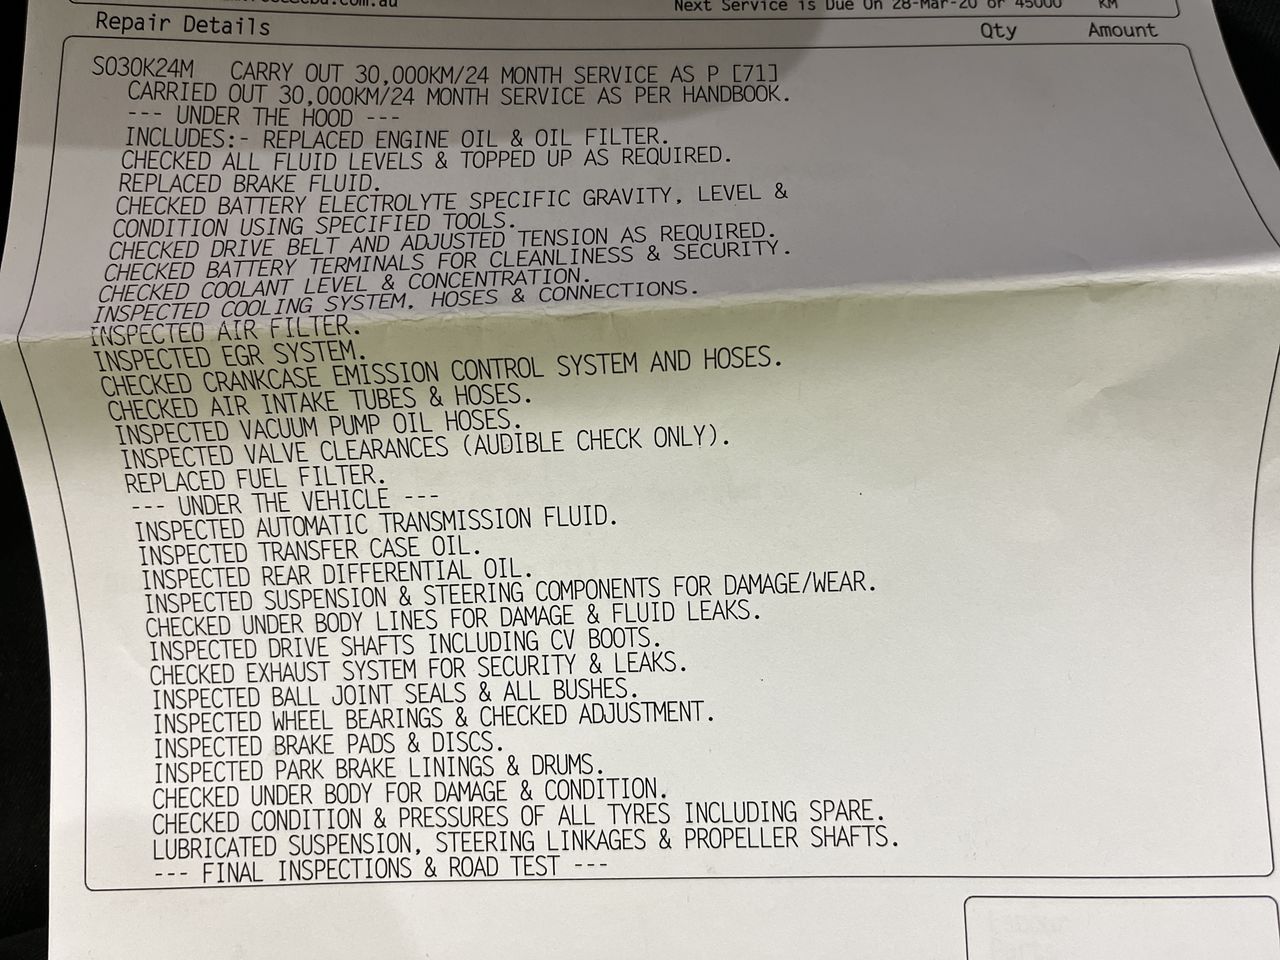 Next Service is Due On 28-Mar-20 or 45000 KM
Repair Details Qty Amount
S030K24M CARRY OUT 30,000KM/24 MONTH SERVICE AS P [71]
CARRIED OUT 30,000KM/24 MONTH SERVICE AS PER HANDBOOK.
--- UNDER THE HOOD ---
INCLUDES:- REPLACED ENGINE OIL & OIL FILTER.
CHECKED ALL FLUID LEVELS & TOPPED UP AS REQUIRED.
REPLACED BRAKE FLUID.
CHECKED BATTERY ELECTROLYTE SPECIFIC GRAVITY, LEVEL &
CONDITION USING SPECIFIED TOOLS.
CHECKED DRIVE BELT AND ADJUSTED TENSION AS REQUIRED.
CHECKED BATTERY TERMINALS FOR CLEANLINESS & SECURITY.
CHECKED COOLANT LEVEL & CONCENTRATION.
INSPECTED COOLING SYSTEM, HOSES & CONNECTIONS.
INSPECTED AIR FILTER.
INSPECTED EGR SYSTEM.
CHECKED CRANKCASE EMISSION CONTROL SYSTEM AND HOSES.
CHECKED AIR INTAKE TUBES & HOSES.
INSPECTED VACUUM PUMP OIL HOSES.
INSPECTED VALVE CLEARANCES (AUDIBLE CHECK ONLY).
REPLACED FUEL FILTER.
--- UNDER THE VEHICLE ---
INSPECTED AUTOMATIC TRANSMISSION FLUID.
INSPECTED TRANSFER CASE OIL.
INSPECTED REAR DIFFERENTIAL OIL.
INSPECTED SUSPENSION & STEERING COMPONENTS FOR DAMAGE/WEAR.
CHECKED UNDER BODY LINES FOR DAMAGE & FLUID LEAKS.
INSPECTED DRIVE SHAFTS INCLUDING CV BOOTS.
CHECKED EXHAUST SYSTEM FOR SECURITY & LEAKS.
INSPECTED BALL JOINT SEALS & ALL BUSHES.
INSPECTED WHEEL BEARINGS & CHECKED ADJUSTMENT.
INSPECTED BRAKE PADS & DISCS.
INSPECTED PARK BRAKE LININGS & DRUMS.
CHECKED UNDER BODY FOR DAMAGE & CONDITION.
CHECKED CONDITION & PRESSURES OF ALL TYRES INCLUDING SPARE.
LUBRICATED SUSPENSION, STEERING LINKAGES & PROPELLER SHAFTS.
--- FINAL INSPECTIONS & ROAD TEST ---